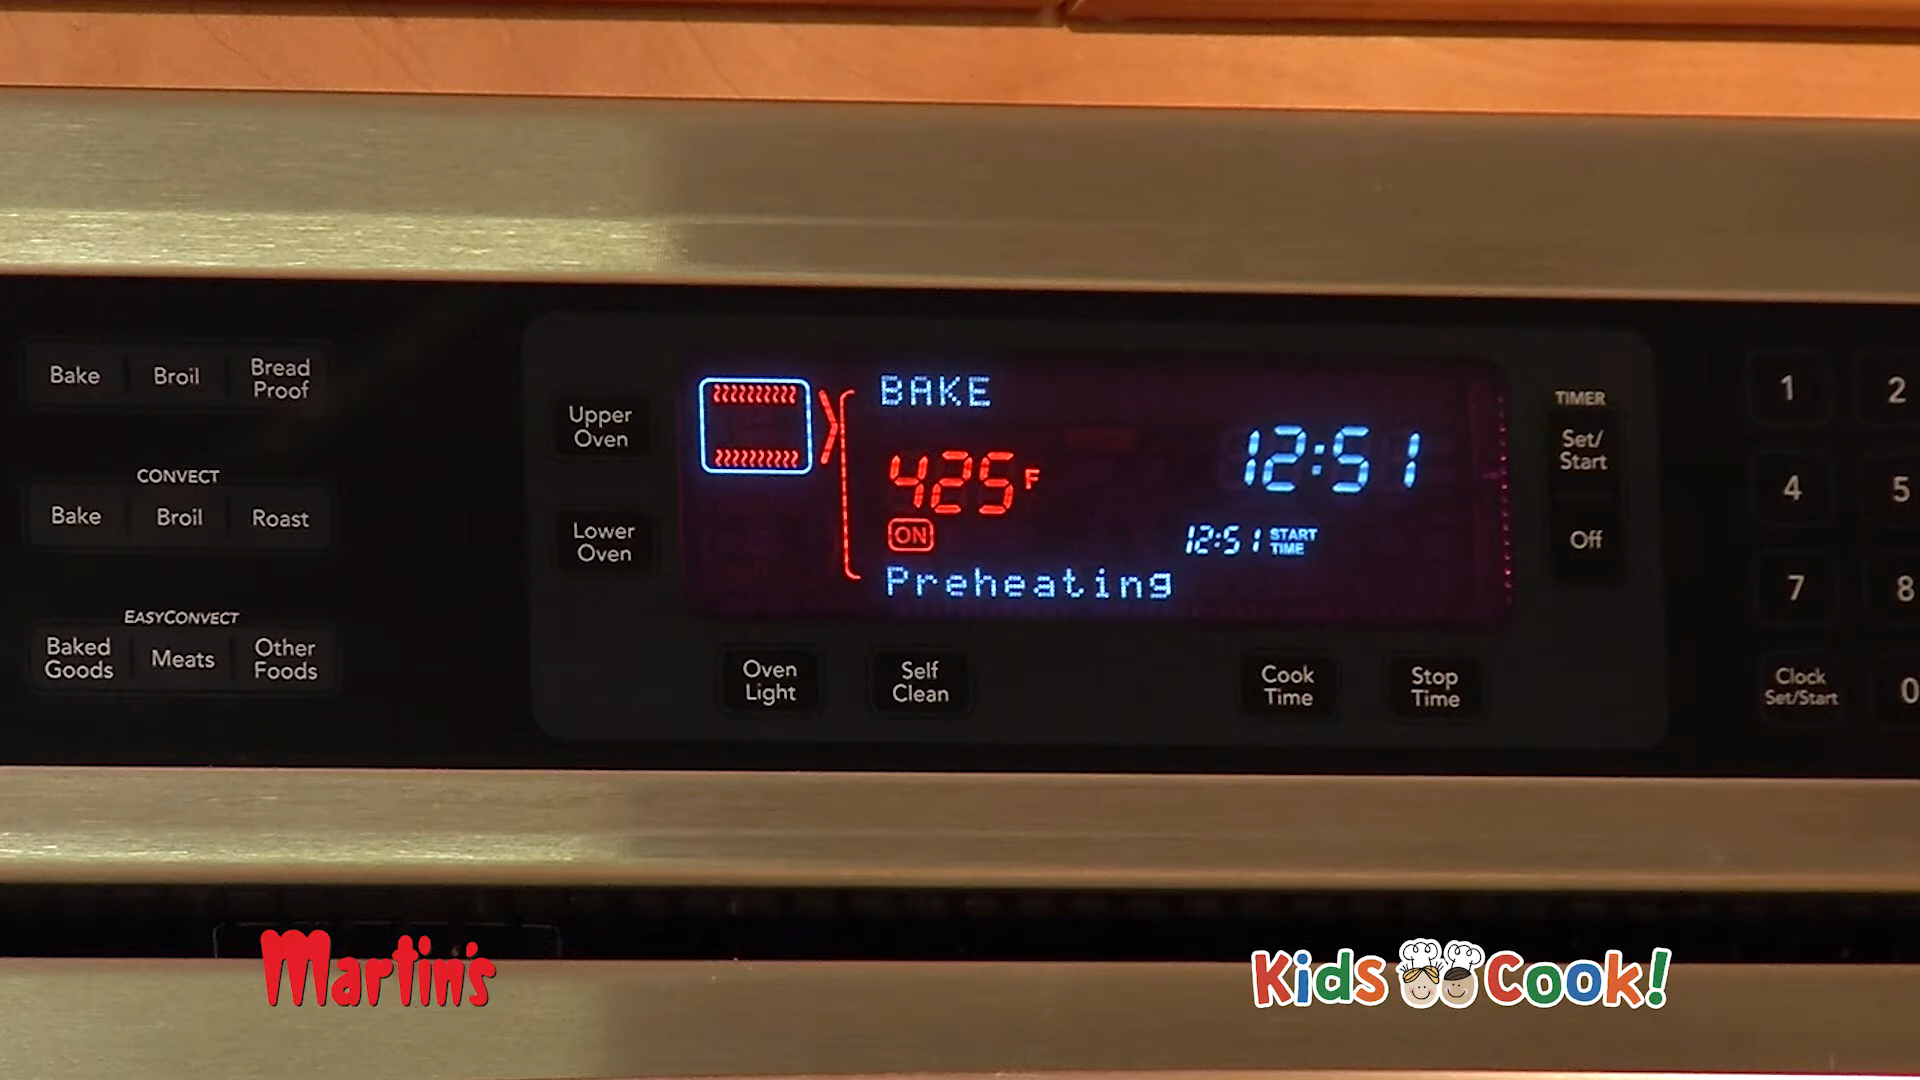 Bake Broil Bread Proof
CONVECT
Bake Broil Roast
EASYCONVECT
Baked Goods Meats Other Foods
Upper Oven
Lower Oven
BAKE
425 F
ON
Preheating
12:51
12:51 START TIME
Oven Light
Self Clean
Cook Time
Stop Time
TIMER
Set/ Start
Off
1 2
4 5
7 8
Clock Set/Start 0
Martin's
Kids Cook!